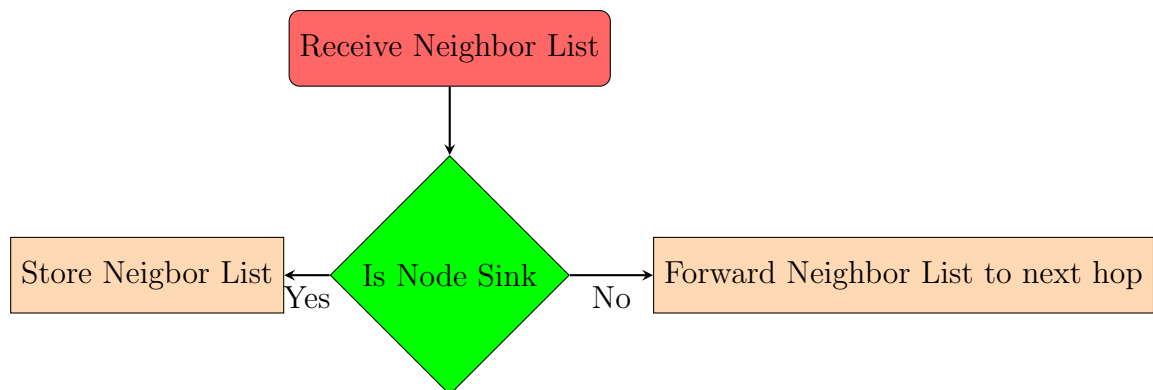 Receive Neighbor List
Store Neigbor List
Is Node Sink
Forward Neighbor List to next hop
Yes
No